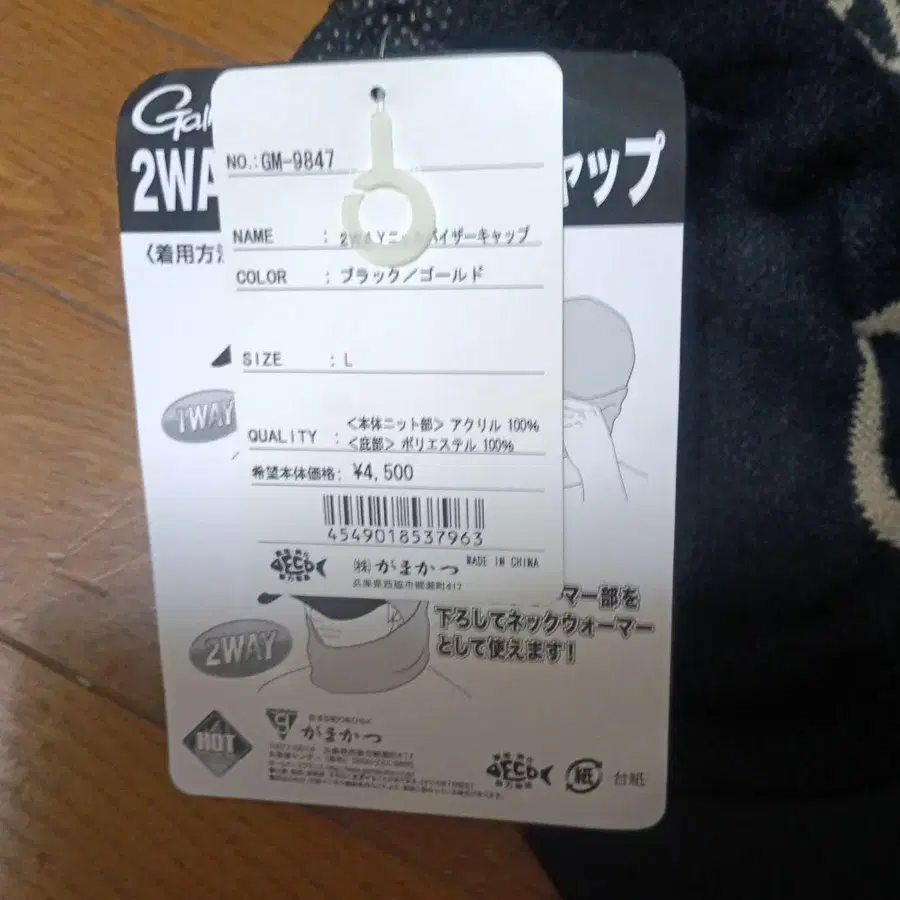 Gam
2WA
ャップ
〈着用方法
NO.: GM-9847
NAME : 2WAYニットバイザーキャップ
COLOR : ブラック/ゴールド
SIZE : L
QUALITY : <本体ニット部> アクリル 100%
<庇部> ポリエステル 100%
希望本体価格: ¥4,500
4549018537963
ECO
(株) がまかつ MADE IN CHINA
兵庫県西脇市郷瀬町417
1WAY
マー部を
下ろしてネックウォーマー
として使えます!
2WAY
HOT
がまかつ
ECO
紙
台紙